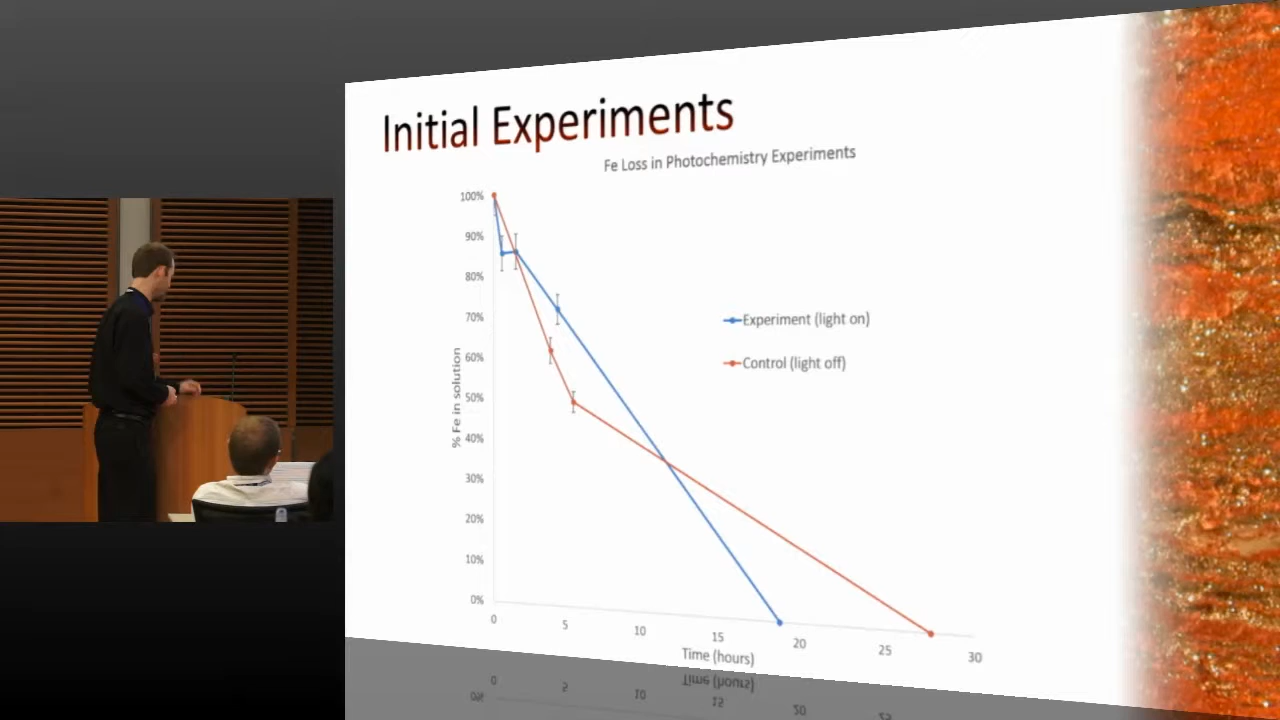 Initial Experiments
Fe Loss in Photochemistry Experiments
100%
90%
80%
70%
60%
50%
40%
30%
20%
10%
0%
% Fe in solution
Experiment (light on)
Control (light off)
0 5 10 15 20 25 30
Time (hours)